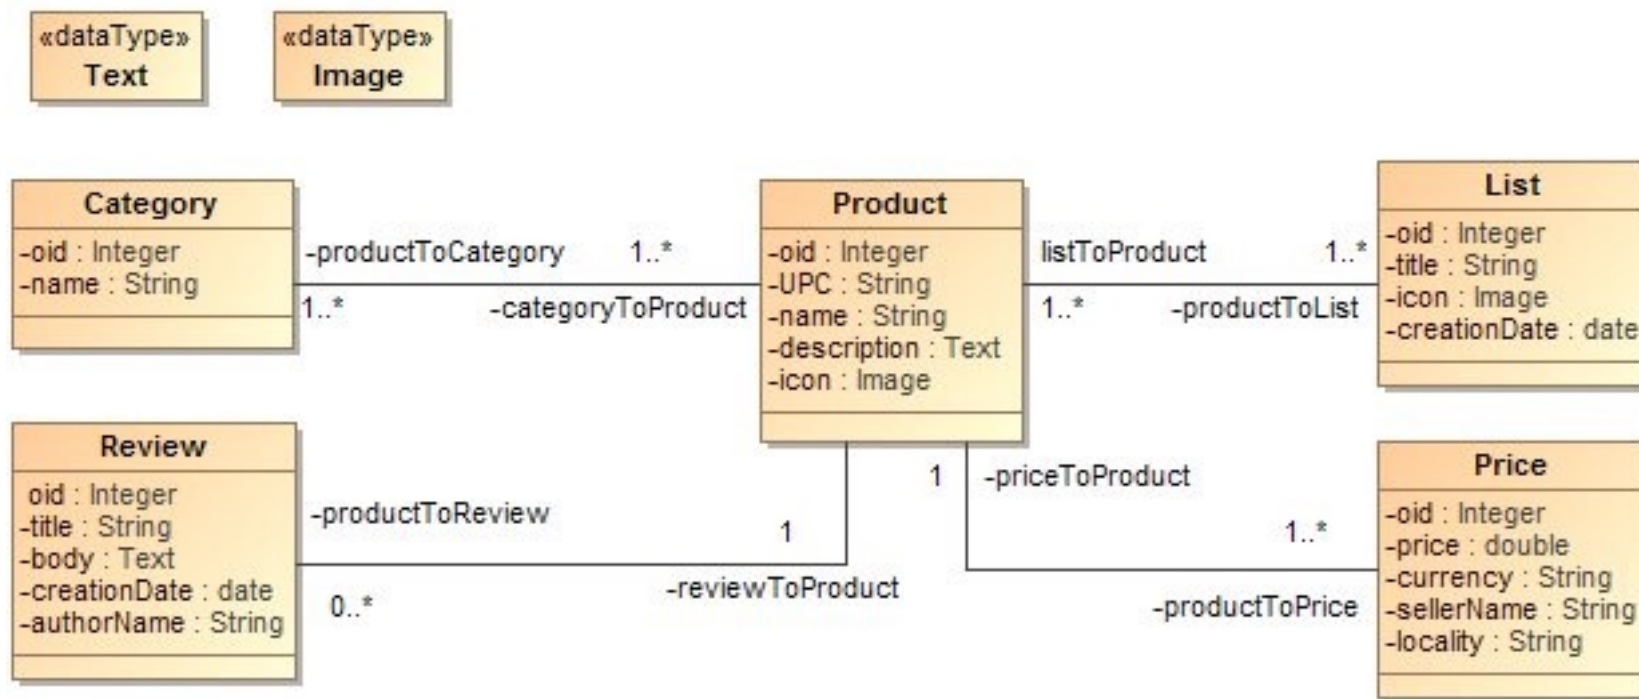 «dataType»
Text
«dataType»
Image
Category
-oid : Integer
-name : String
-productToCategory
1..*
1..*
-categoryToProduct
Product
-oid : Integer
-UPC : String
-name : String
-description : Text
-icon : Image
listToProduct
1..*
1..*
-productToList
List
-oid : Integer
-title : String
-icon : Image
-creationDate : date
Review
oid : Integer
-title : String
-body : Text
-creationDate : date
-authorName : String
-productToReview
0..*
1
-reviewToProduct
1
-priceToProduct
1..*
-productToPrice
Price
-oid : Integer
-price : double
-currency : String
-sellerName : String
-locality : String